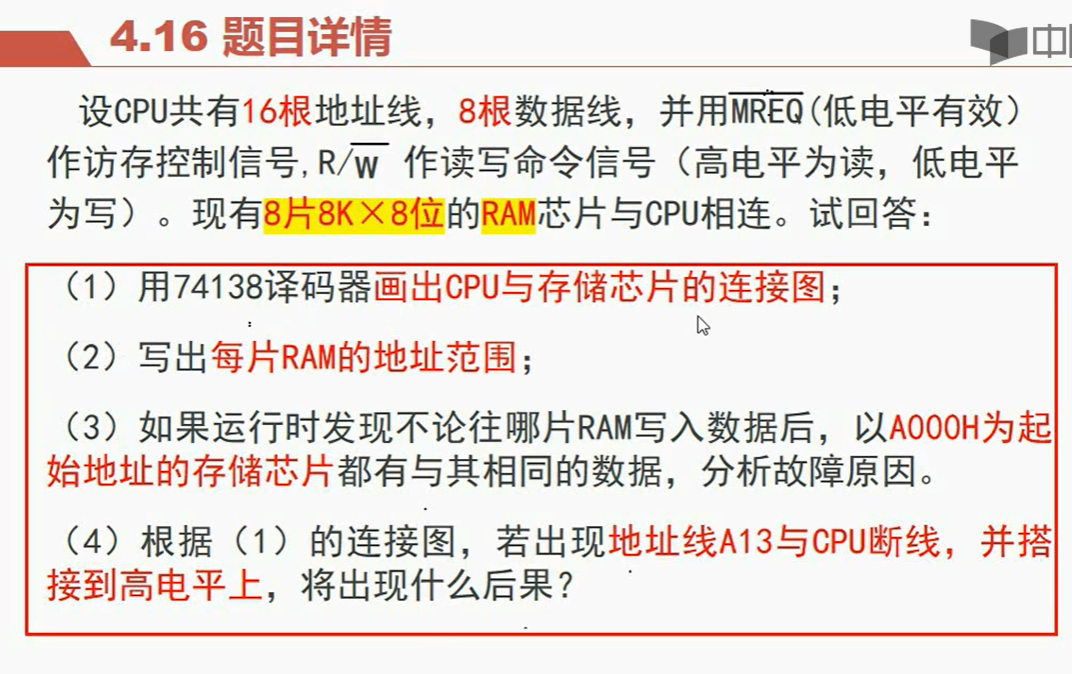 4.16 题目详情
中
设CPU共有16根地址线，8根数据线，并用MREQ(低电平有效)
作访存控制信号,R/W 作读写命令信号（高电平为读，低电平
为写）。现有8片8K×8位的RAM芯片与CPU相连。试回答：
（1）用74138译码器画出CPU与存储芯片的连接图；
（2）写出每片RAM的地址范围；
（3）如果运行时发现不论往哪片RAM写入数据后，以A000H为起
始地址的存储芯片都有与其相同的数据，分析故障原因。
（4）根据（1）的连接图，若出现地址线A13与CPU断线，并搭
接到高电平上，将出现什么后果？